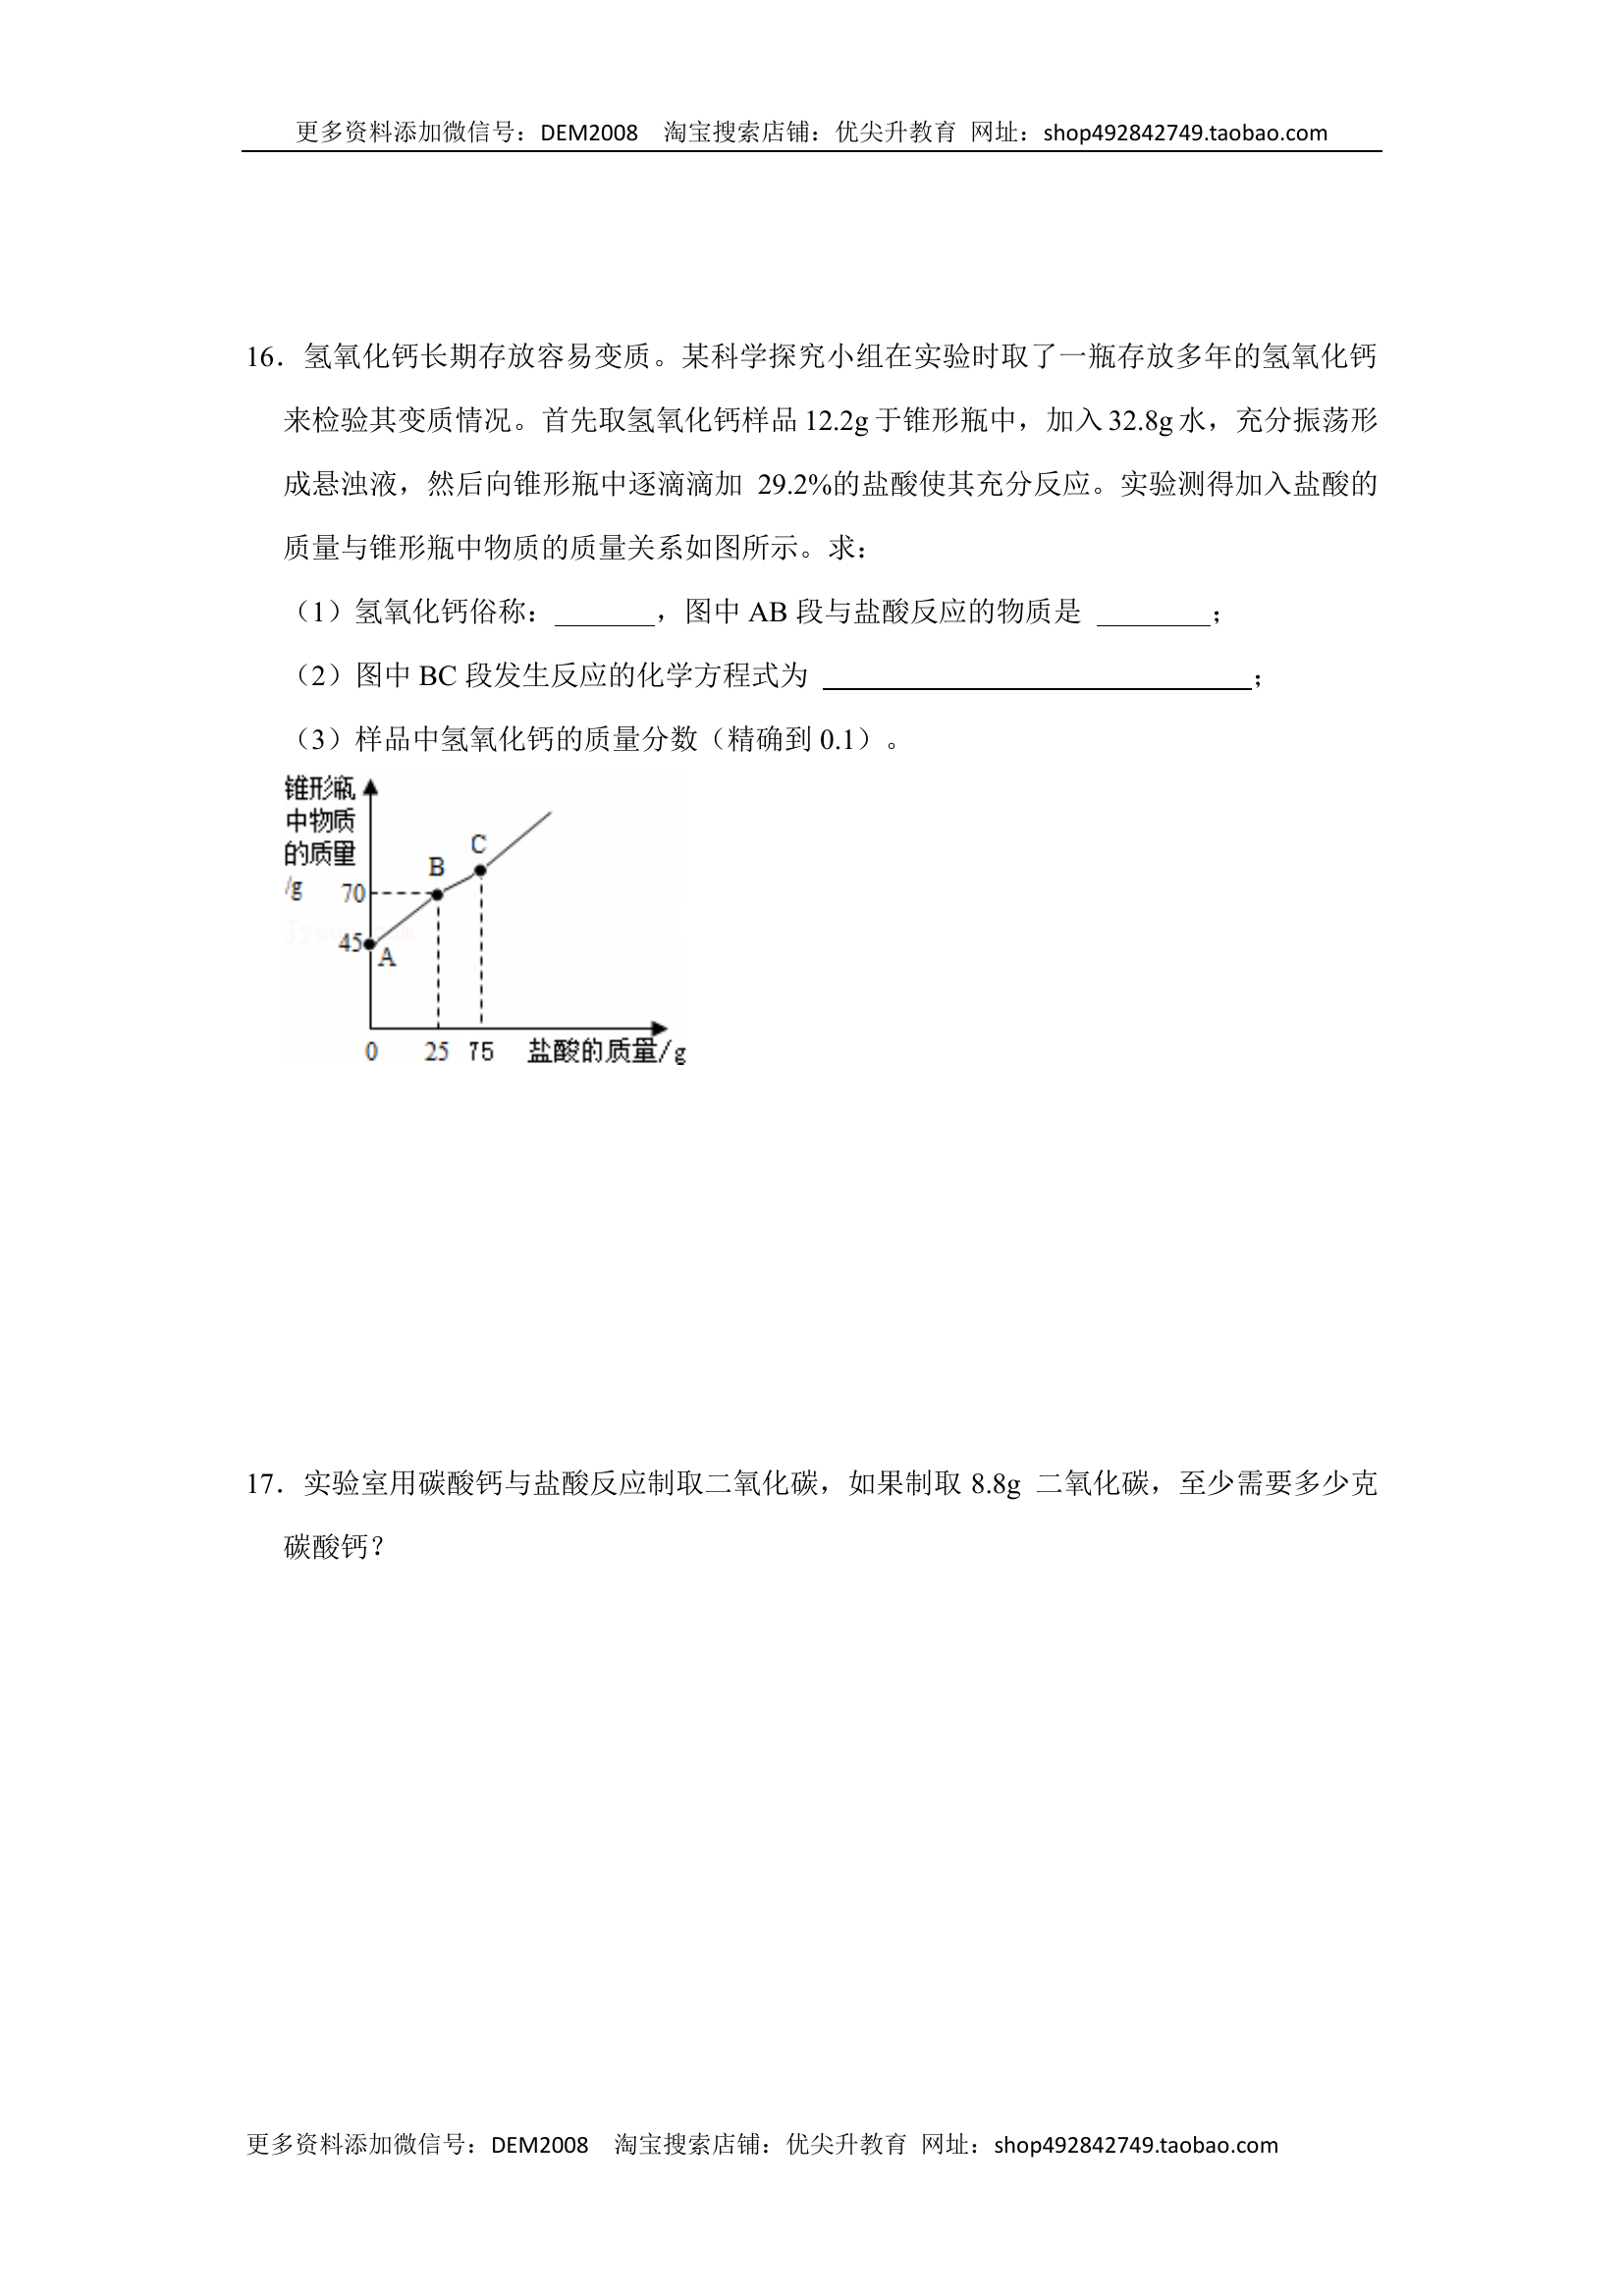 更多资料添加微信号：DEM2008 淘宝搜索店铺：优尖升教育 网址：shop492842749.taobao.com
16．氢氧化钙长期存放容易变质。某科学探究小组在实验时取了一瓶存放多年的氢氧化钙
来检验其变质情况。首先取氢氧化钙样品 12.2g 于锥形瓶中，加入 32.8g 水，充分振荡形
成悬浊液，然后向锥形瓶中逐滴滴加 29.2%的盐酸使其充分反应。实验测得加入盐酸的
质量与锥形瓶中物质的质量关系如图所示。求：
（1）氢氧化钙俗称：_______，图中 AB 段与盐酸反应的物质是 ________；
（2）图中 BC 段发生反应的化学方程式为 ______________________________；
（3）样品中氢氧化钙的质量分数（精确到 0.1）。
锥形瓶
中物质
的质量
/g
70
45
A
B
C
0 25 75 盐酸的质量/g
17．实验室用碳酸钙与盐酸反应制取二氧化碳，如果制取 8.8g 二氧化碳，至少需要多少克
碳酸钙？
更多资料添加微信号：DEM2008 淘宝搜索店铺：优尖升教育 网址：shop492842749.taobao.com